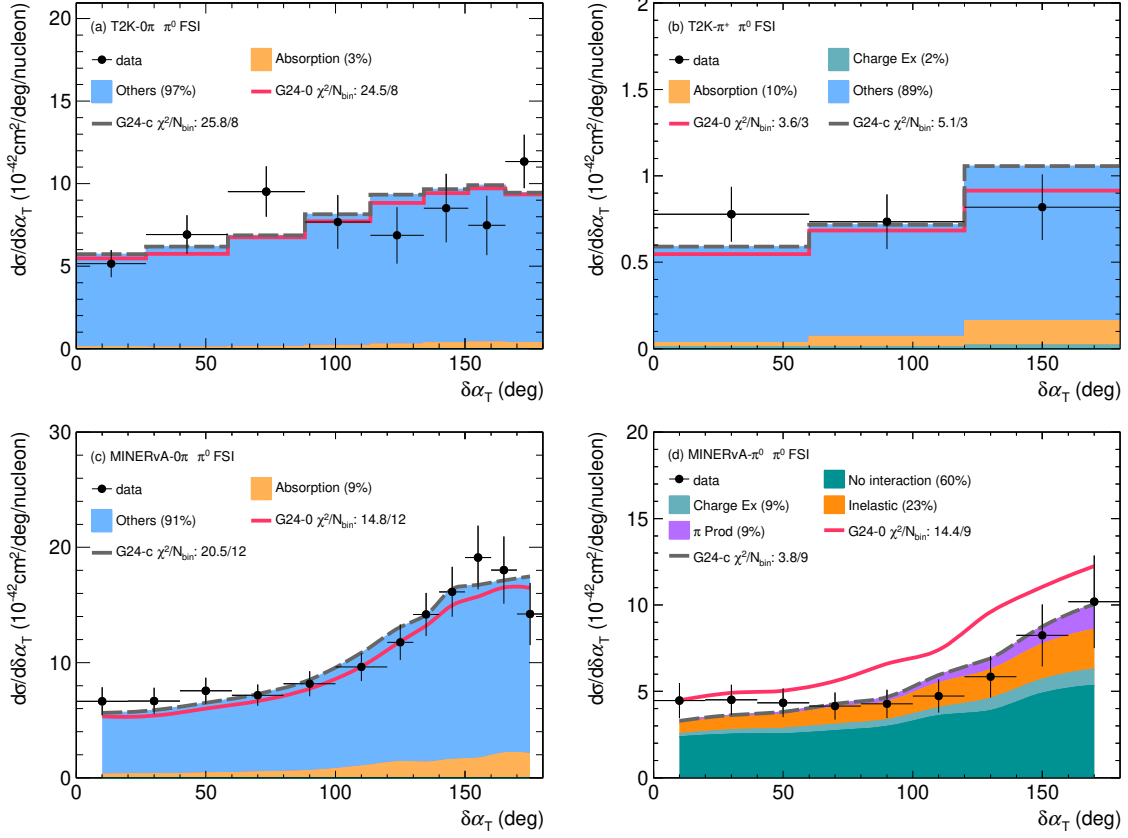 (a) T2K-0π π⁰ FSI
data
Absorption (3%)
Others (97%)
G24-0 χ²/N_bin: 24.5/8
G24-c χ²/N_bin: 25.8/8
dσ/dδα_T (10⁻⁴²cm²/deg/nucleon)
20
15
10
5
0
0 50 100 150
δα_T (deg)
(b) T2K-π⁺ π⁰ FSI
data
Charge Ex (2%)
Absorption (10%)
Others (89%)
G24-0 χ²/N_bin: 3.6/3
G24-c χ²/N_bin: 5.1/3
dσ/dδα_T (10⁻⁴²cm²/deg/nucleon)
2
1.5
1
0.5
0
0 50 100 150
δα_T (deg)
(c) MINERvA-0π π⁰ FSI
data
Absorption (9%)
Others (91%)
G24-0 χ²/N_bin: 14.8/12
G24-c χ²/N_bin: 20.5/12
dσ/dδα_T (10⁻⁴²cm²/deg/nucleon)
30
20
10
0
0 50 100 150
δα_T (deg)
(d) MINERvA-π⁰ π⁰ FSI
data
No interaction (60%)
Charge Ex (9%)
Inelastic (23%)
π Prod (9%)
G24-0 χ²/N_bin: 14.4/9
G24-c χ²/N_bin: 3.8/9
dσ/dδα_T (10⁻⁴²cm²/deg/nucleon)
20
15
10
5
0
0 50 100 150
δα_T (deg)